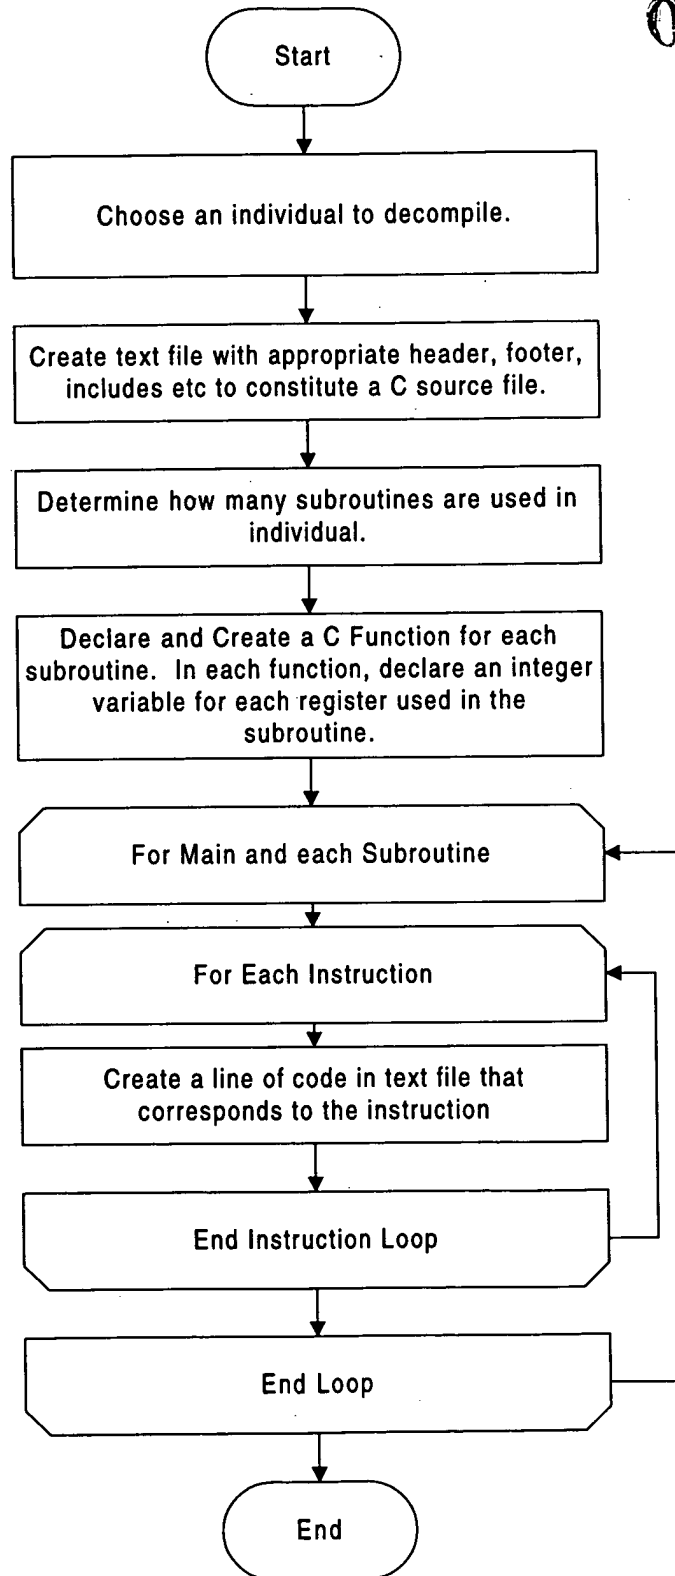 Start
Choose an individual to decompile.
Create text file with appropriate header, footer,
includes etc to constitute a C source file.
Determine how many subroutines are used in
individual.
Declare and Create a C Function for each
subroutine. In each function, declare an integer
variable for each register used in the
subroutine.
For Main and each Subroutine
For Each Instruction
Create a line of code in text file that
corresponds to the instruction
End Instruction Loop
End Loop
End